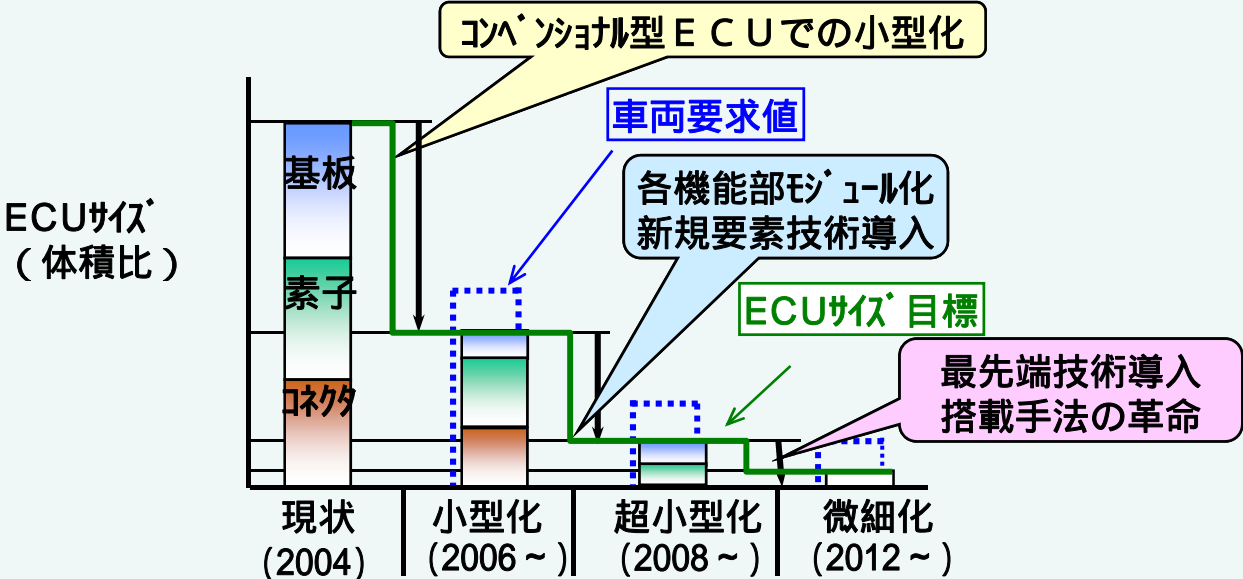 コンベンショナル型ECUでの小型化
車両要求値
基板
各機能部モジュール化
新規要素技術導入
ECUサイズ
(体積比)
素子
ECUサイズ目標
最先端技術導入
搭載手法の革命
コネクタ
現状
(2004)
小型化
(2006~)
超小型化
(2008~)
微細化
(2012~)